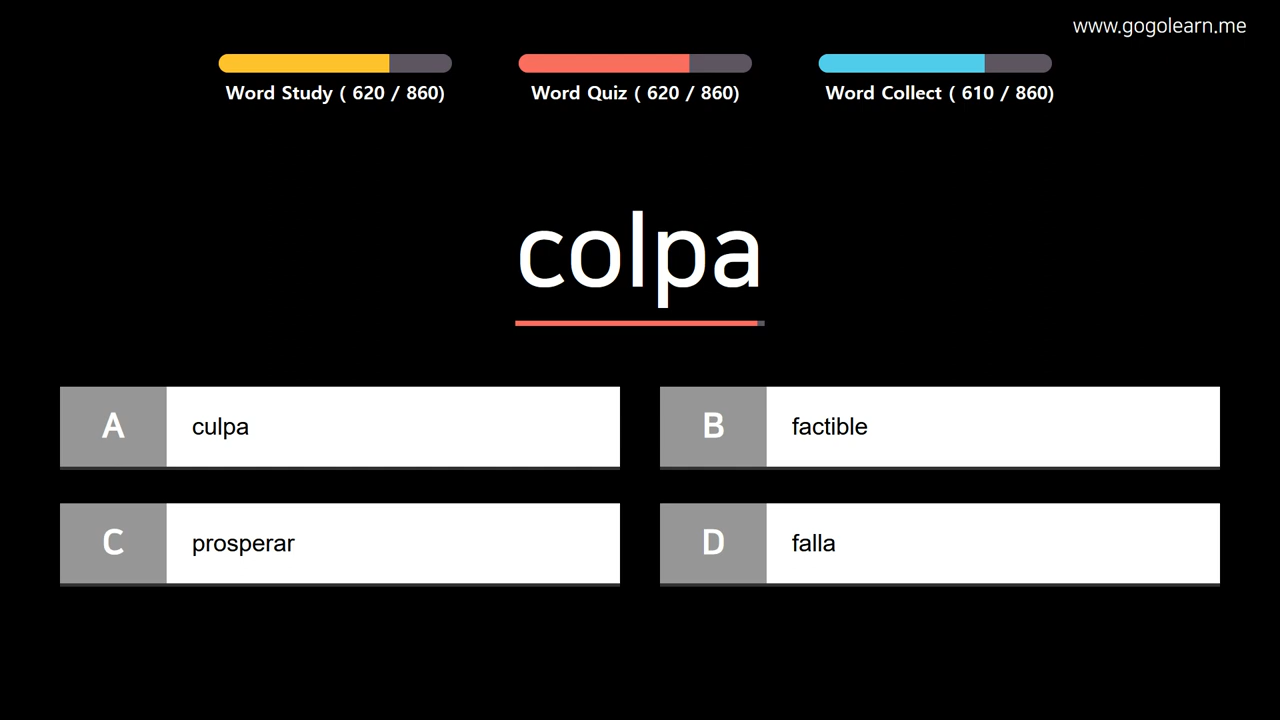 www.gogolearn.me
Word Study ( 620 / 860)
Word Quiz ( 620 / 860)
Word Collect ( 610 / 860)
colpa
A culpa
B factible
C prosperar
D falla